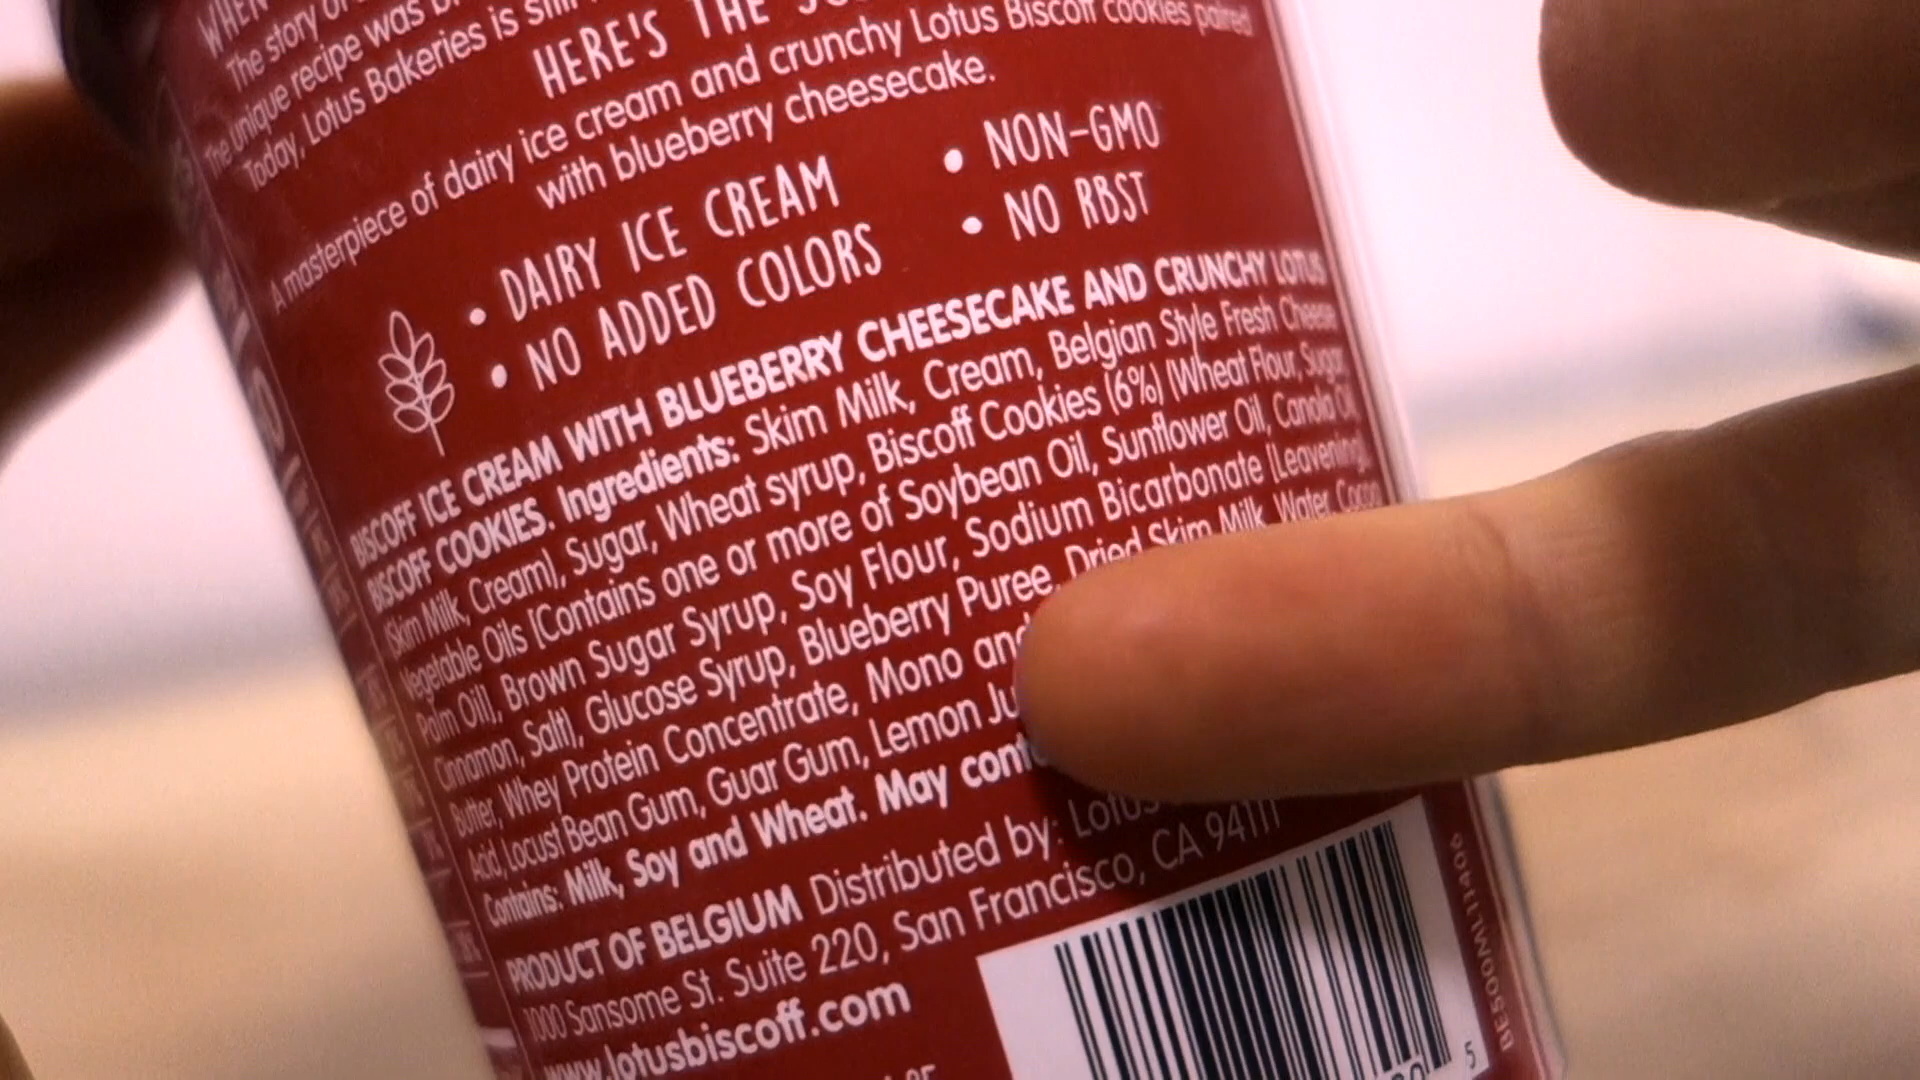 WHEN
The story of
The unique recipe was
Today, Lotus Bakeries is still
HERE'S THE
A masterpiece of dairy ice cream and crunchy Lotus Biscoff cookies paired
with blueberry cheesecake.
• DAIRY ICE CREAM • NON-GMO
• NO ADDED COLORS • NO RBST
BISCOFF ICE CREAM WITH BLUEBERRY CHEESECAKE AND CRUNCHY LOTUS
BISCOFF COOKIES. Ingredients: Skim Milk, Cream, Belgian Style Fresh Cheese
(Skim Milk, Cream), Sugar, Wheat syrup, Biscoff Cookies (6%) (Wheat Flour, Sugar,
Vegetable Oils [Contains one or more of Soybean Oil, Sunflower Oil, Canola Oil,
Palm Oil], Brown Sugar Syrup, Soy Flour, Sodium Bicarbonate [Leavening],
Cinnamon, Salt), Glucose Syrup, Blueberry Puree, Dried Skim Milk, Water, Cocoa
Butter, Whey Protein Concentrate, Mono and
Acid, Locust Bean Gum, Guar Gum, Lemon
Contains: Milk, Soy and Wheat. May
PRODUCT OF BELGIUM Distributed by: Lotus
1000 Sansome St. Suite 220, San Francisco, CA 94111
www.lotusbiscoff.com
5
BE500ML11406